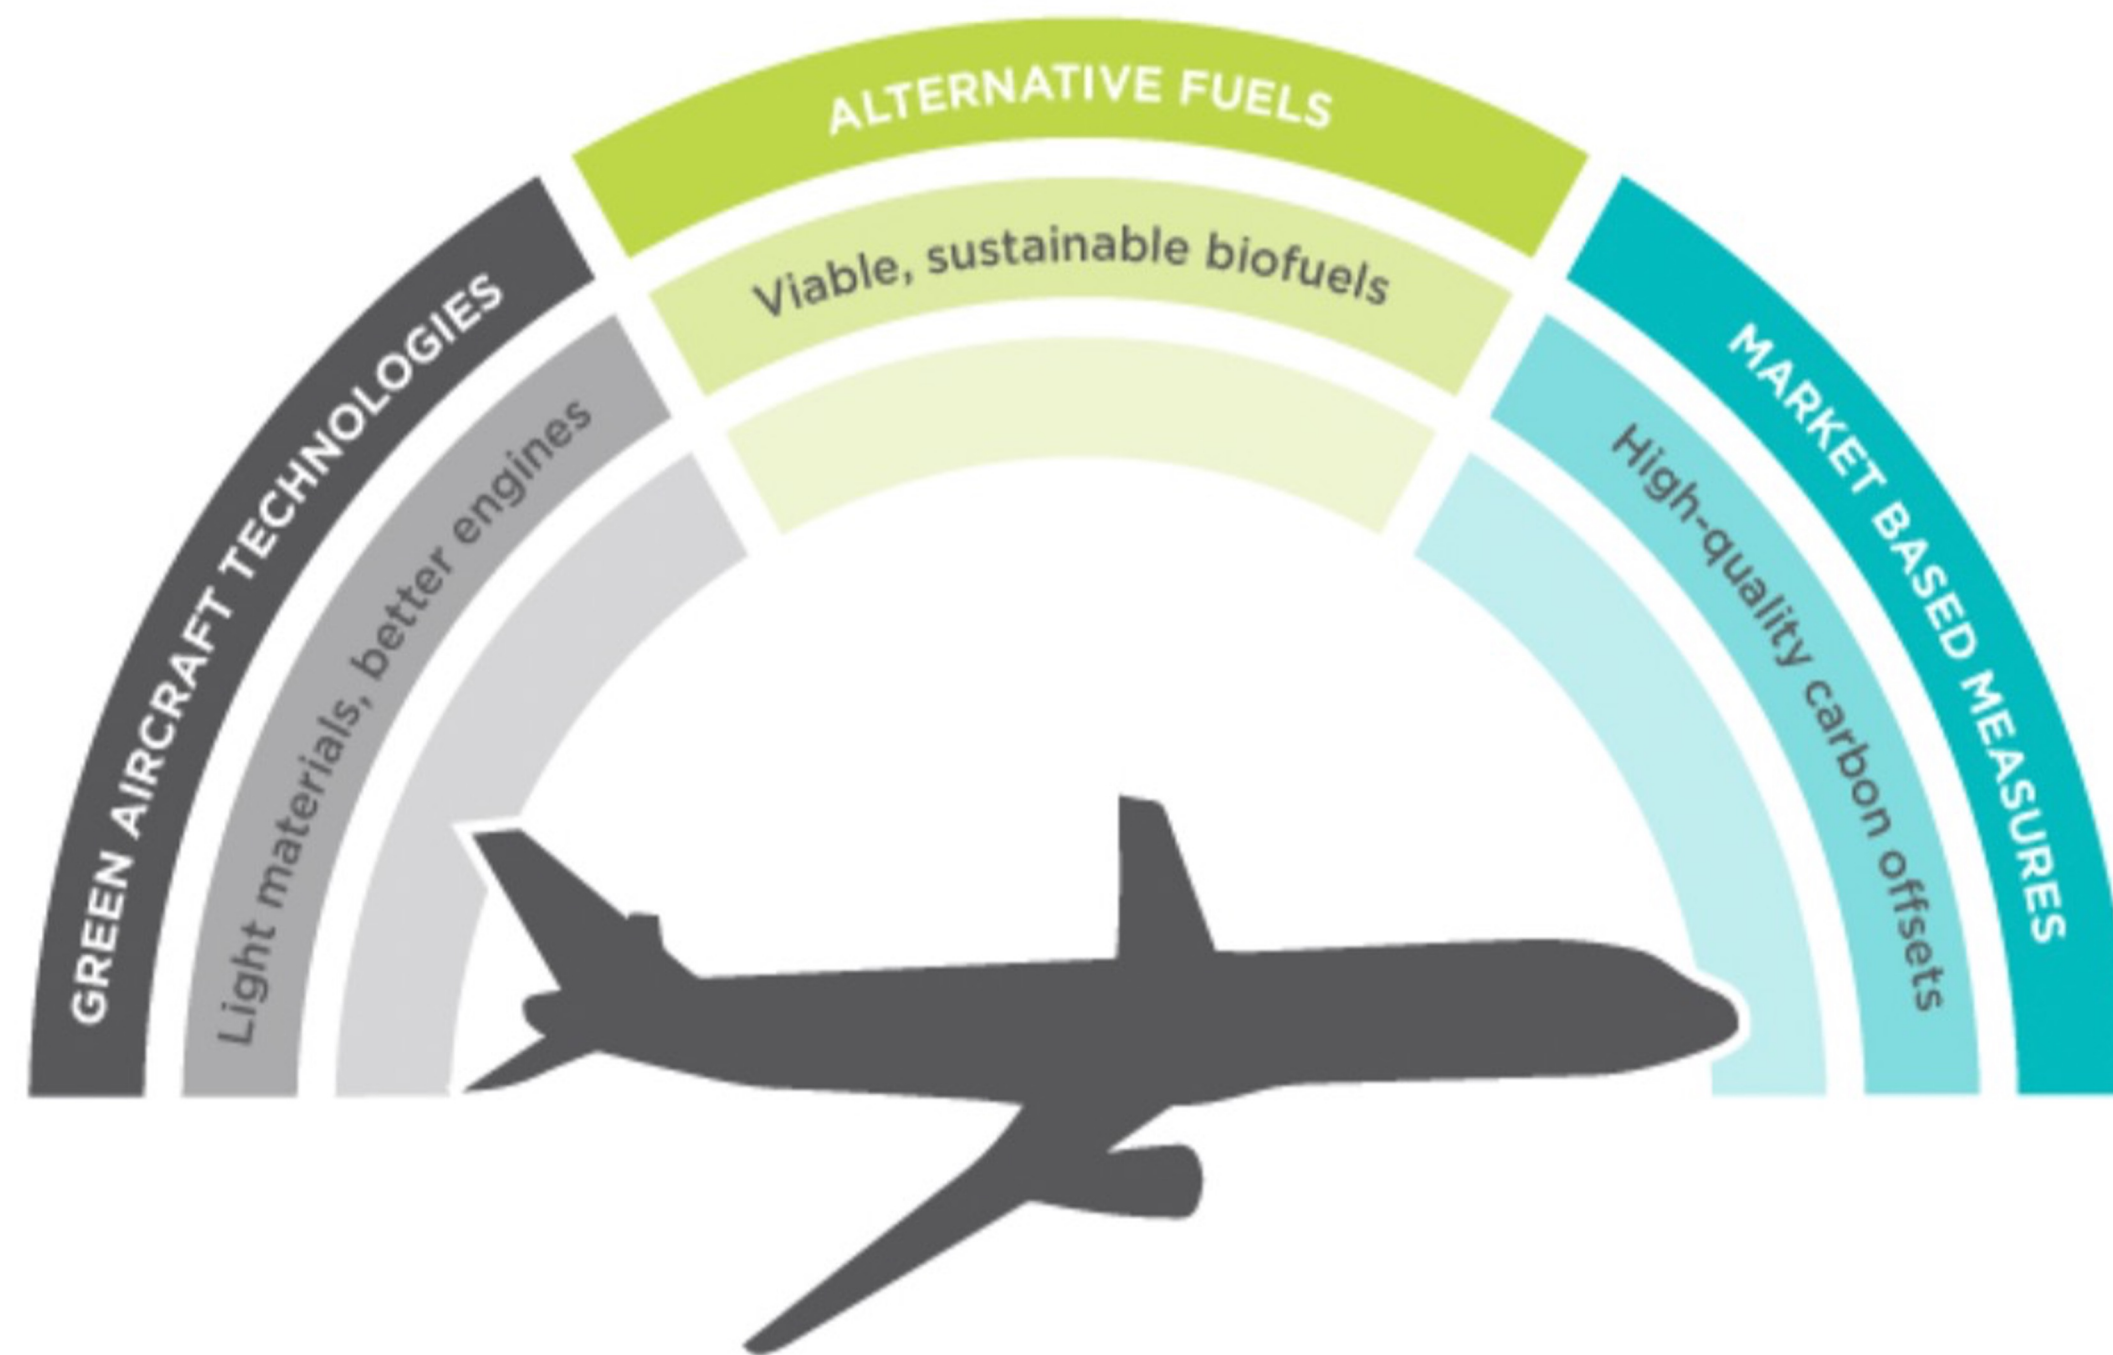 GREEN AIRCRAFT TECHNOLOGIES
Light materials, better engines
ALTERNATIVE FUELS
Viable, sustainable biofuels
MARKET BASED MEASURES
High-quality carbon offsets